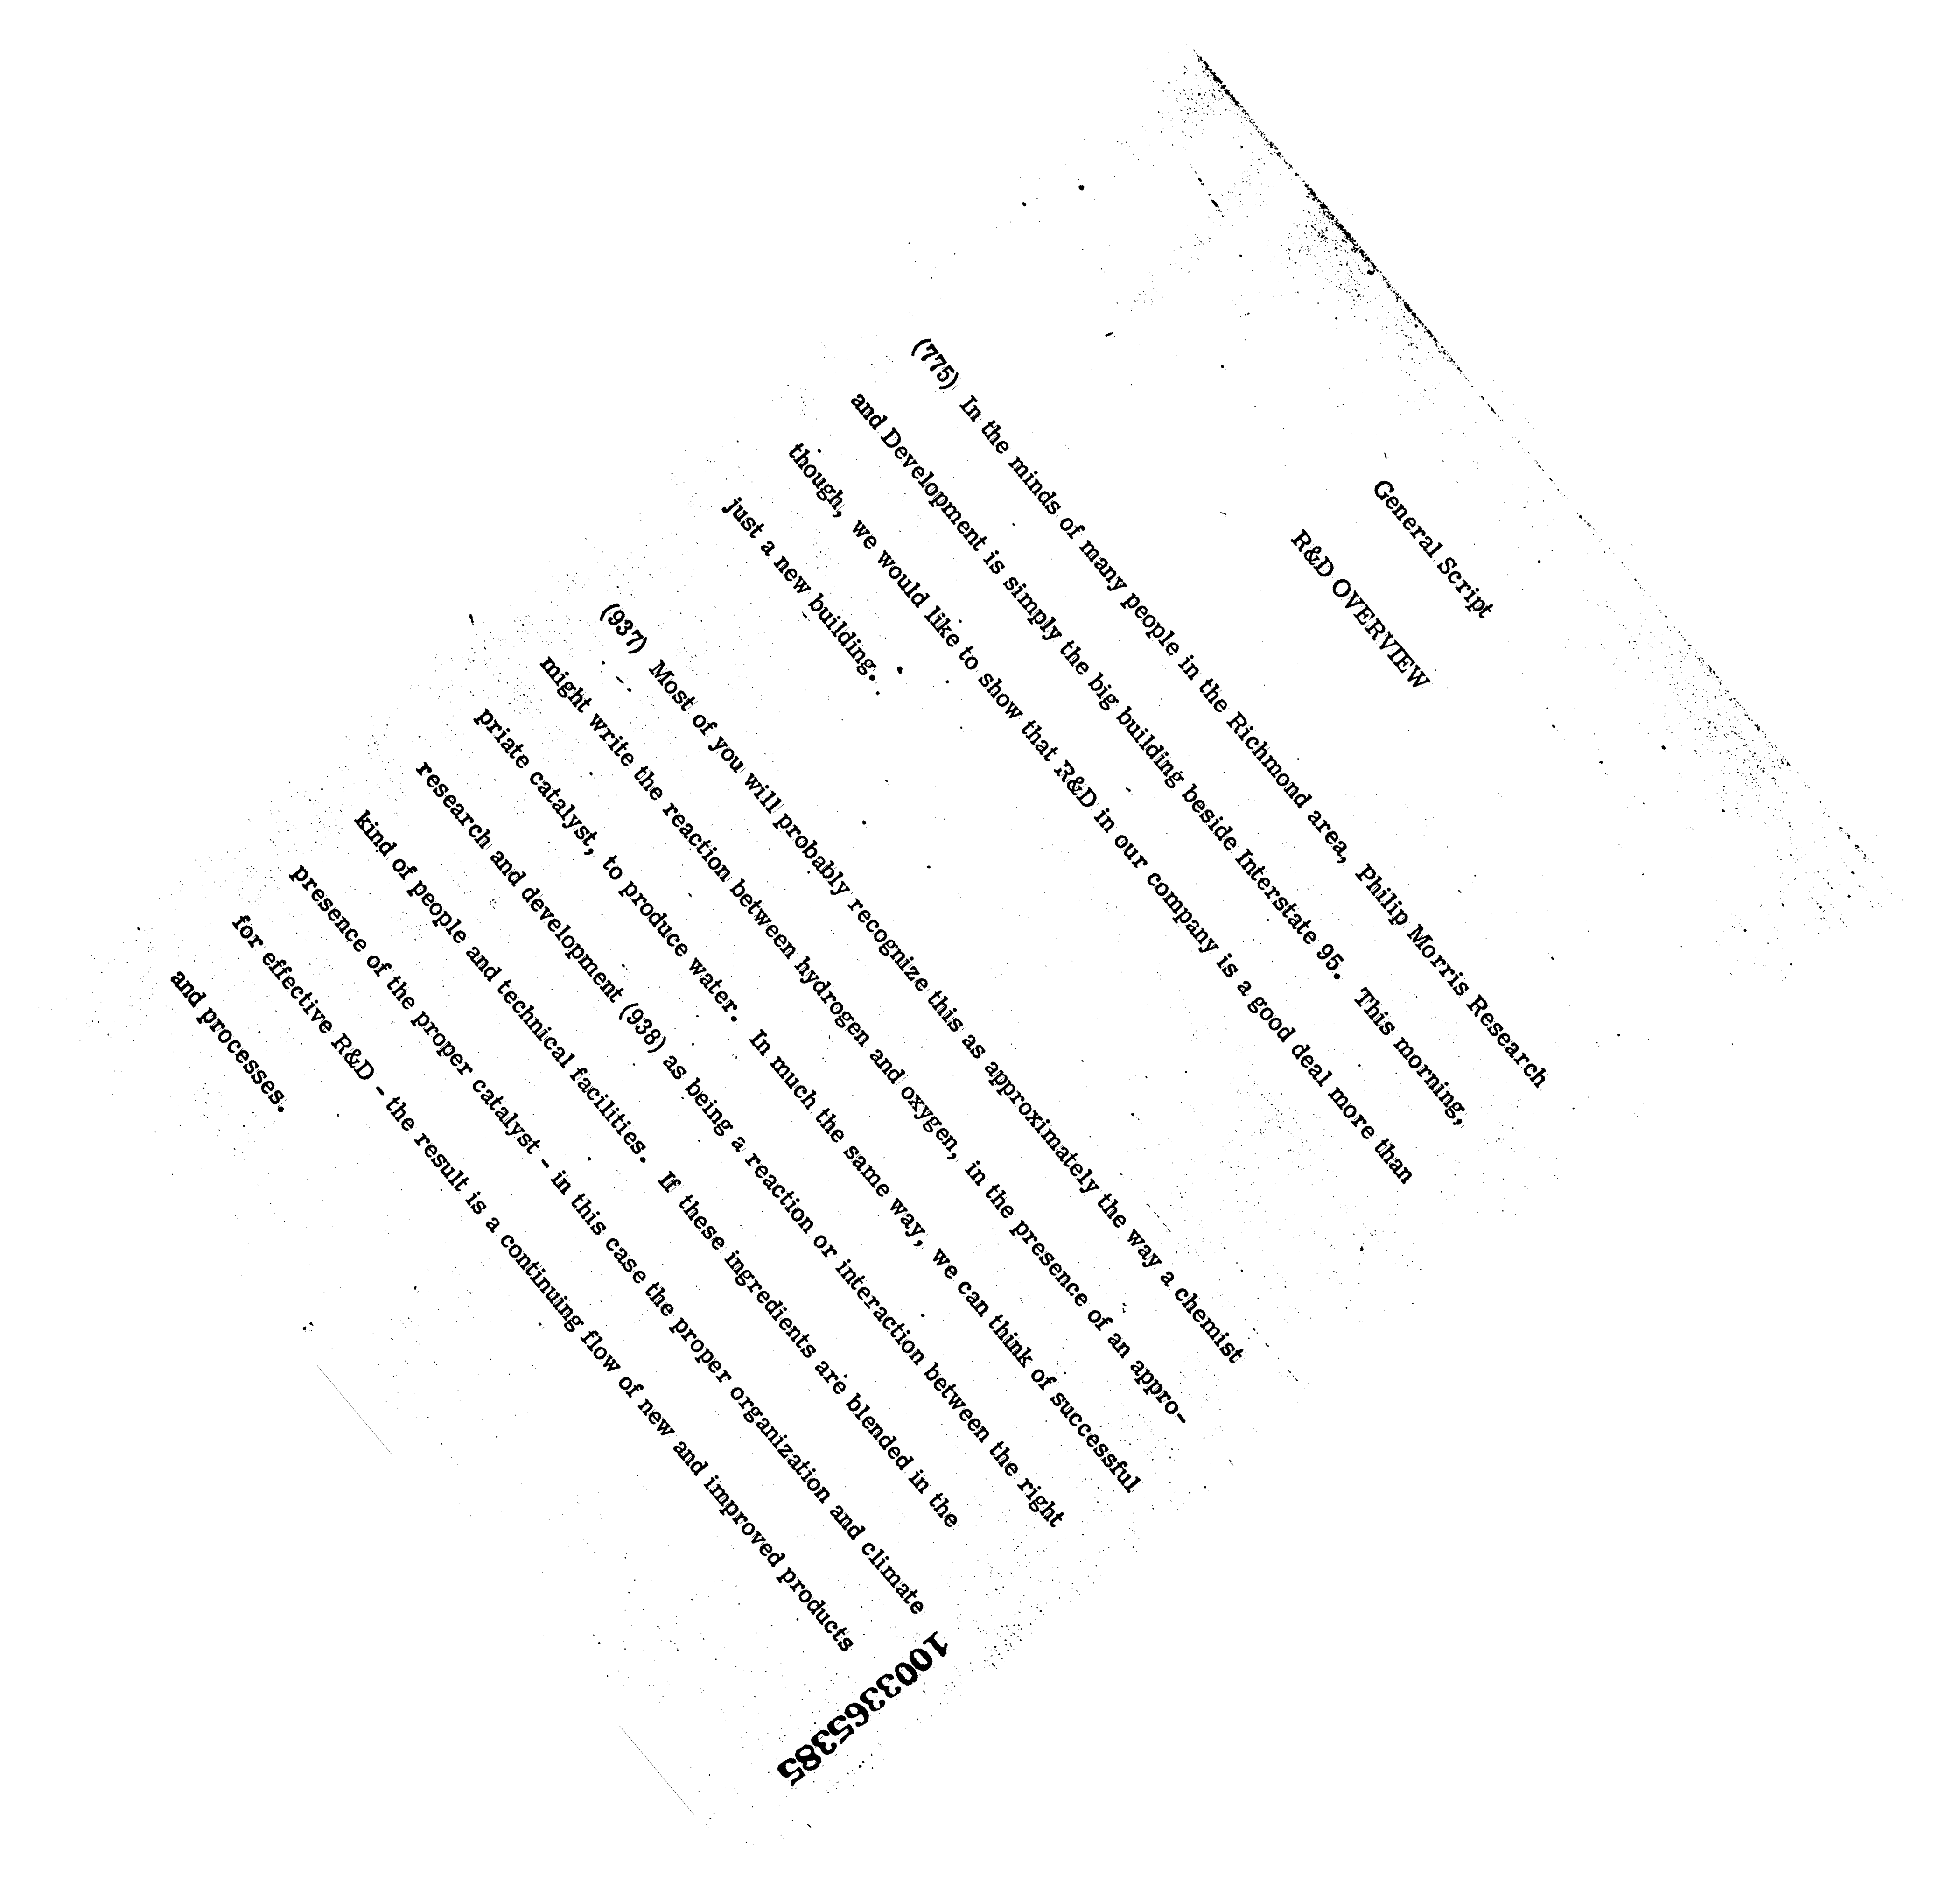 General Script
R&D OVERVIEW
(775) In the minds of many people in the Richmond area, Philip Morris Research
and Development is simply the big building beside Interstate 95. This morning,
though, we would like to show that R&D in our company is a good deal more than
just a new building.
(937) Most of you will probably recognize this as approximately the way a chemist
might write the reaction between hydrogen and oxygen, in the presence of an appro-
priate catalyst, to produce water. In much the same way, we can think of successful
research and development (938) as being a reaction or interaction between the right
kind of people and technical facilities. If these ingredients are blended in the
presence of the proper catalyst - in this case the proper organization and climate
for effective R&D - the result is a continuing flow of new and improved products
and processes.
1003365385